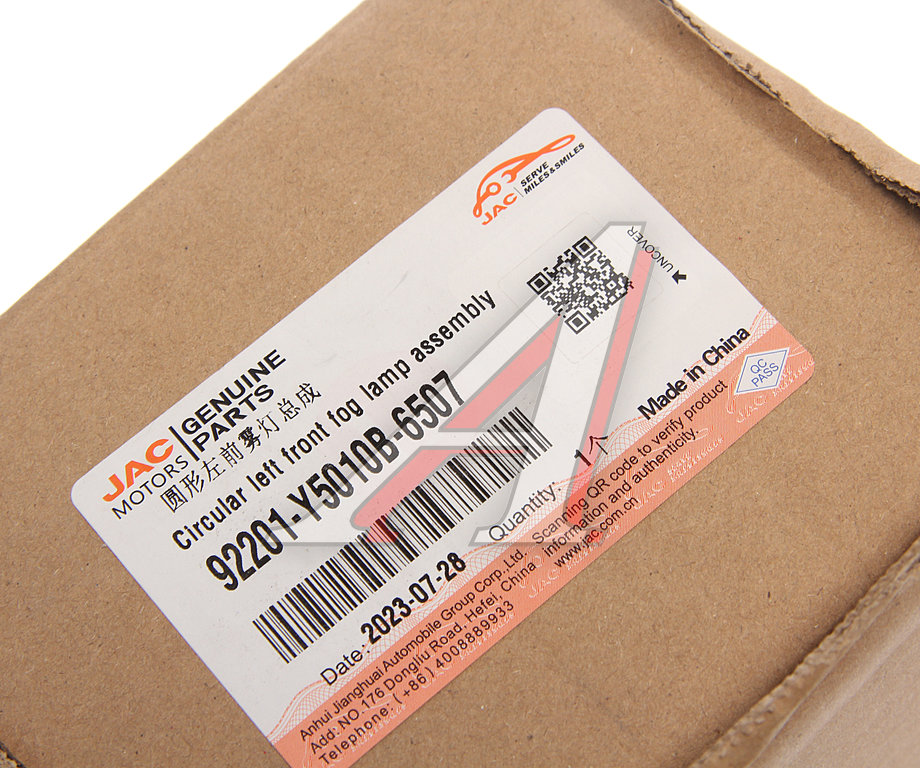 JAC
SERVE
MILES&SMILES
UNCOVER
JAC
MOTORS
GENUINE
PARTS
圆形左前雾灯总成
Circular left front fog lamp assembly
92201-Y5010B-6507
Quantity: 1个
Made in China
QC
PASS
Date: 2023-07-28
Anhui Jianghuai Automobile Group Corp.,Ltd.
Add: NO.176 Dongliu Road, Hefei, China
Telephone: (+86) 4008889933
Scanning QR code to verify product
information and authenticity.
www.jac.com.cn